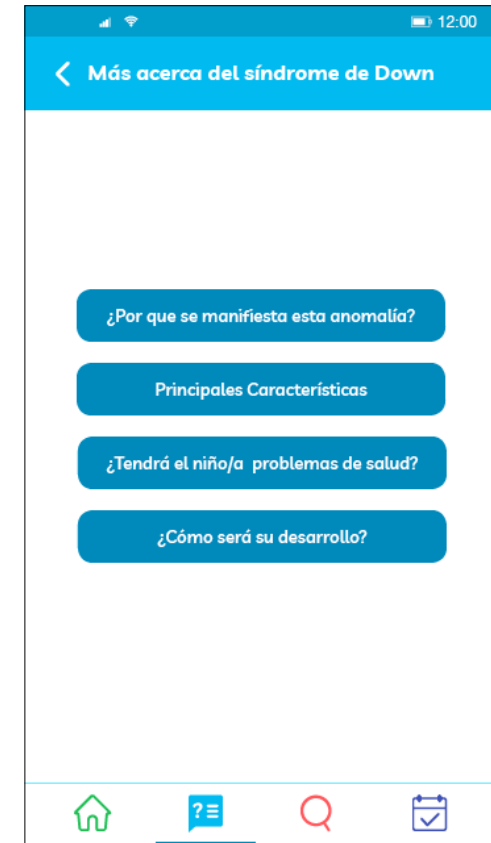 12:00
Más acerca del síndrome de Down
¿Por que se manifiesta esta anomalía?
Principales Características
¿Tendrá el niño/a problemas de salud?
¿Cómo será su desarrollo?
?